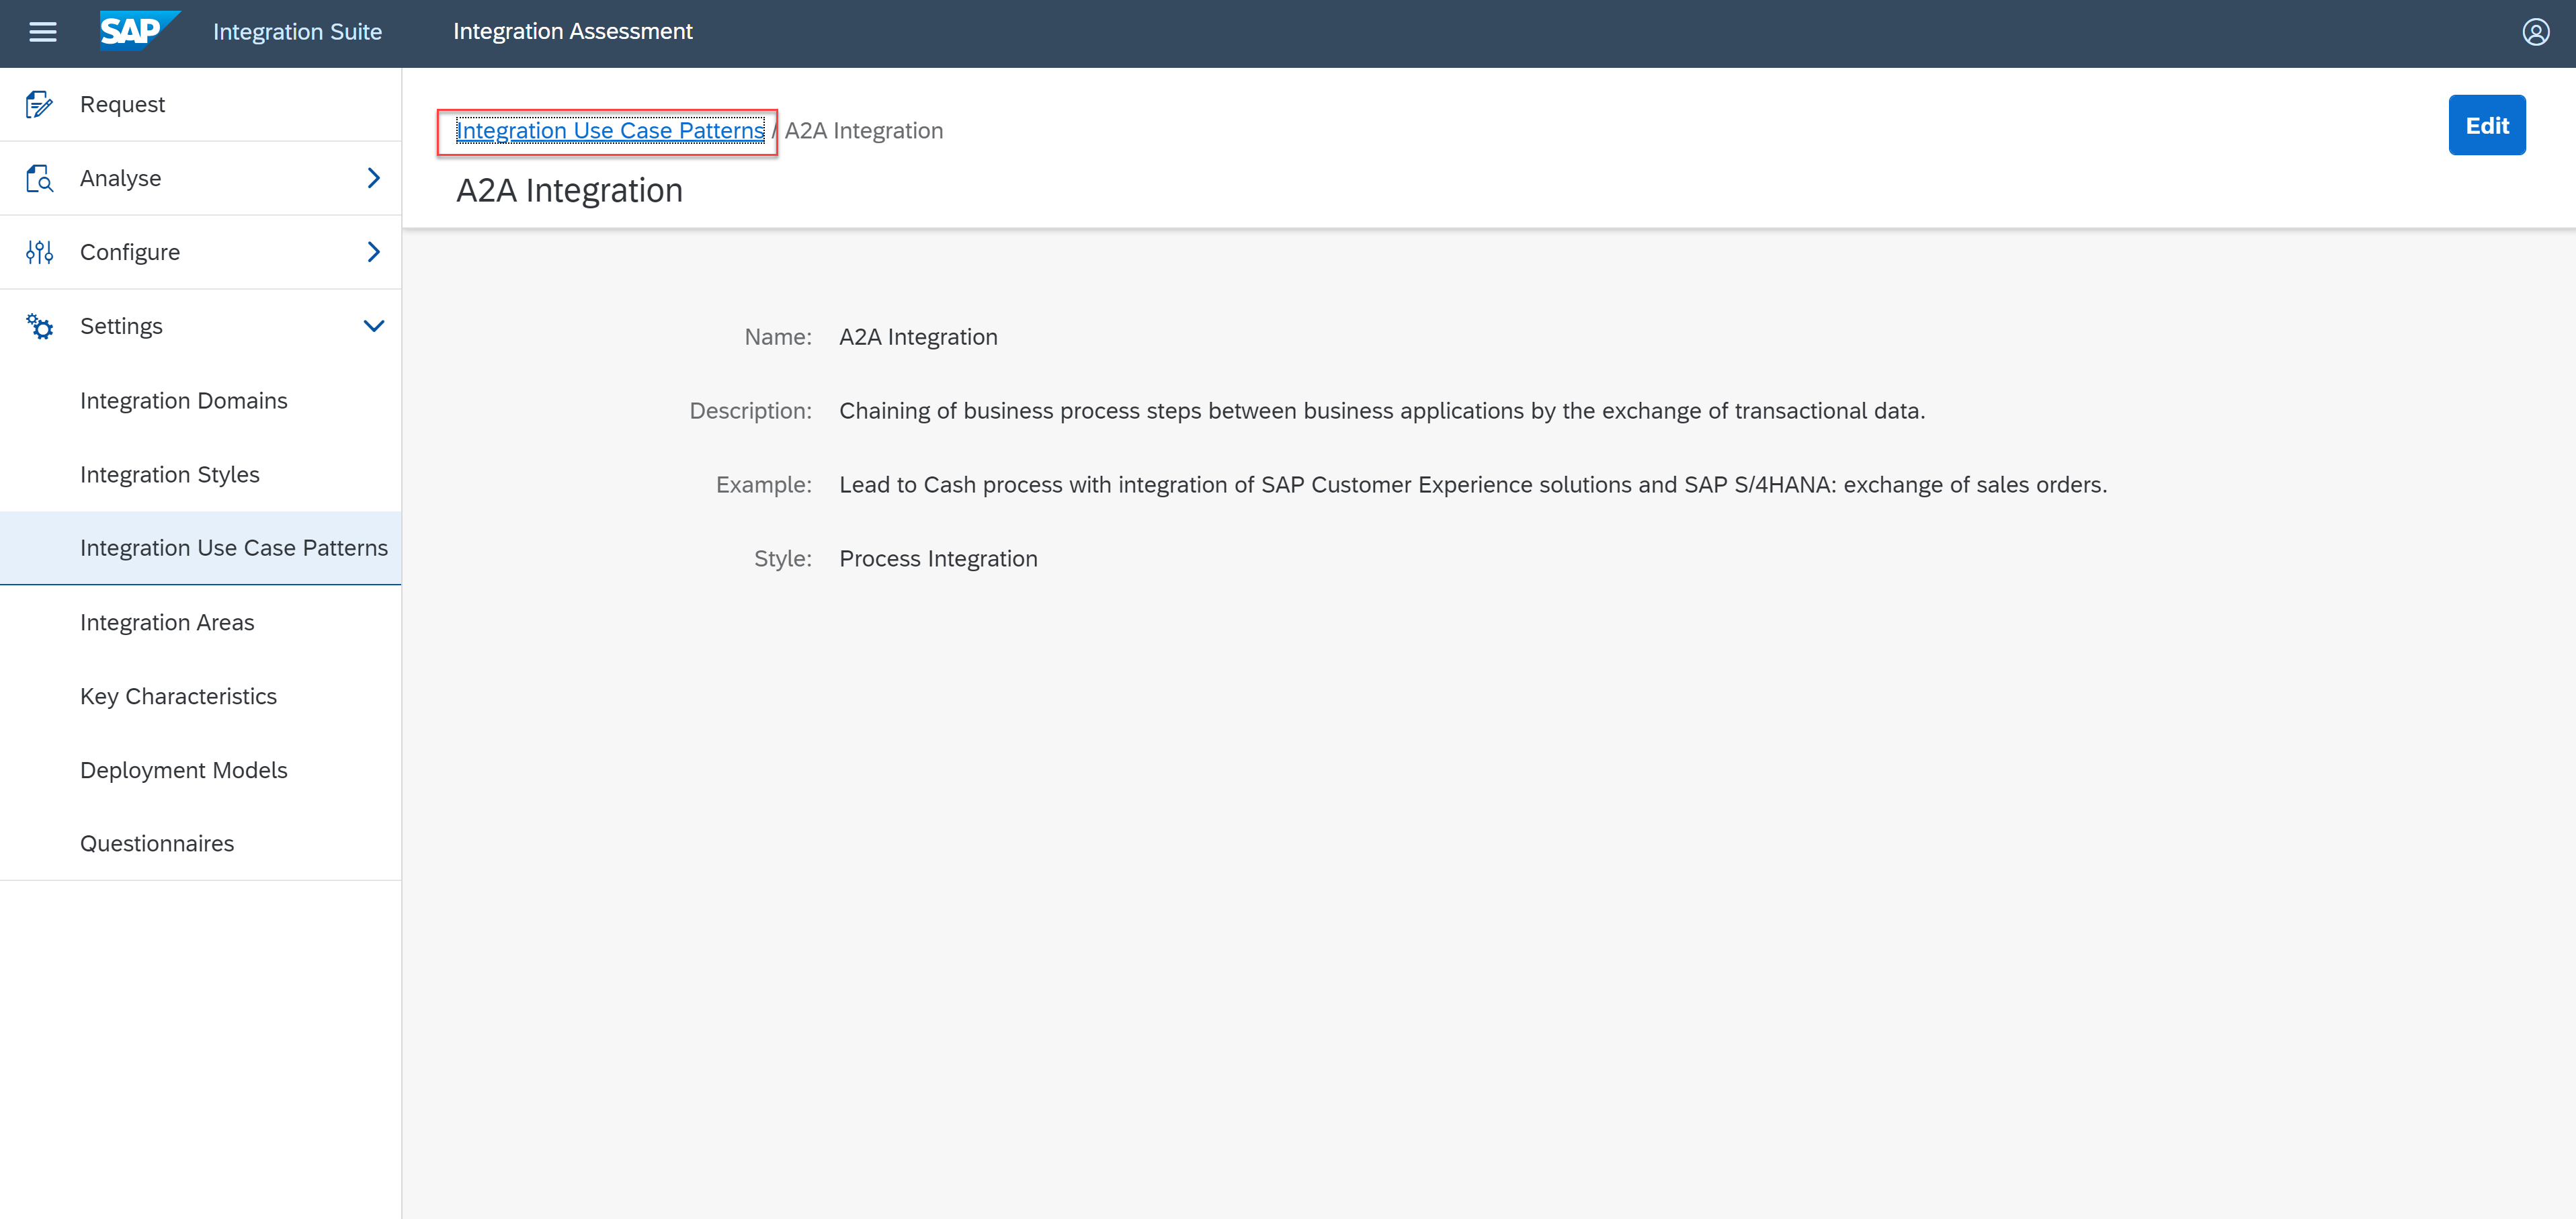 SAP Integration Suite Integration Assessment
Request
Analyse
Configure
Settings
Integration Domains
Integration Styles
Integration Use Case Patterns
Integration Areas
Key Characteristics
Deployment Models
Questionnaires
Integration Use Case Patterns / A2A Integration
Edit
A2A Integration
Name: A2A Integration
Description: Chaining of business process steps between business applications by the exchange of transactional data.
Example: Lead to Cash process with integration of SAP Customer Experience solutions and SAP S/4HANA: exchange of sales orders.
Style: Process Integration